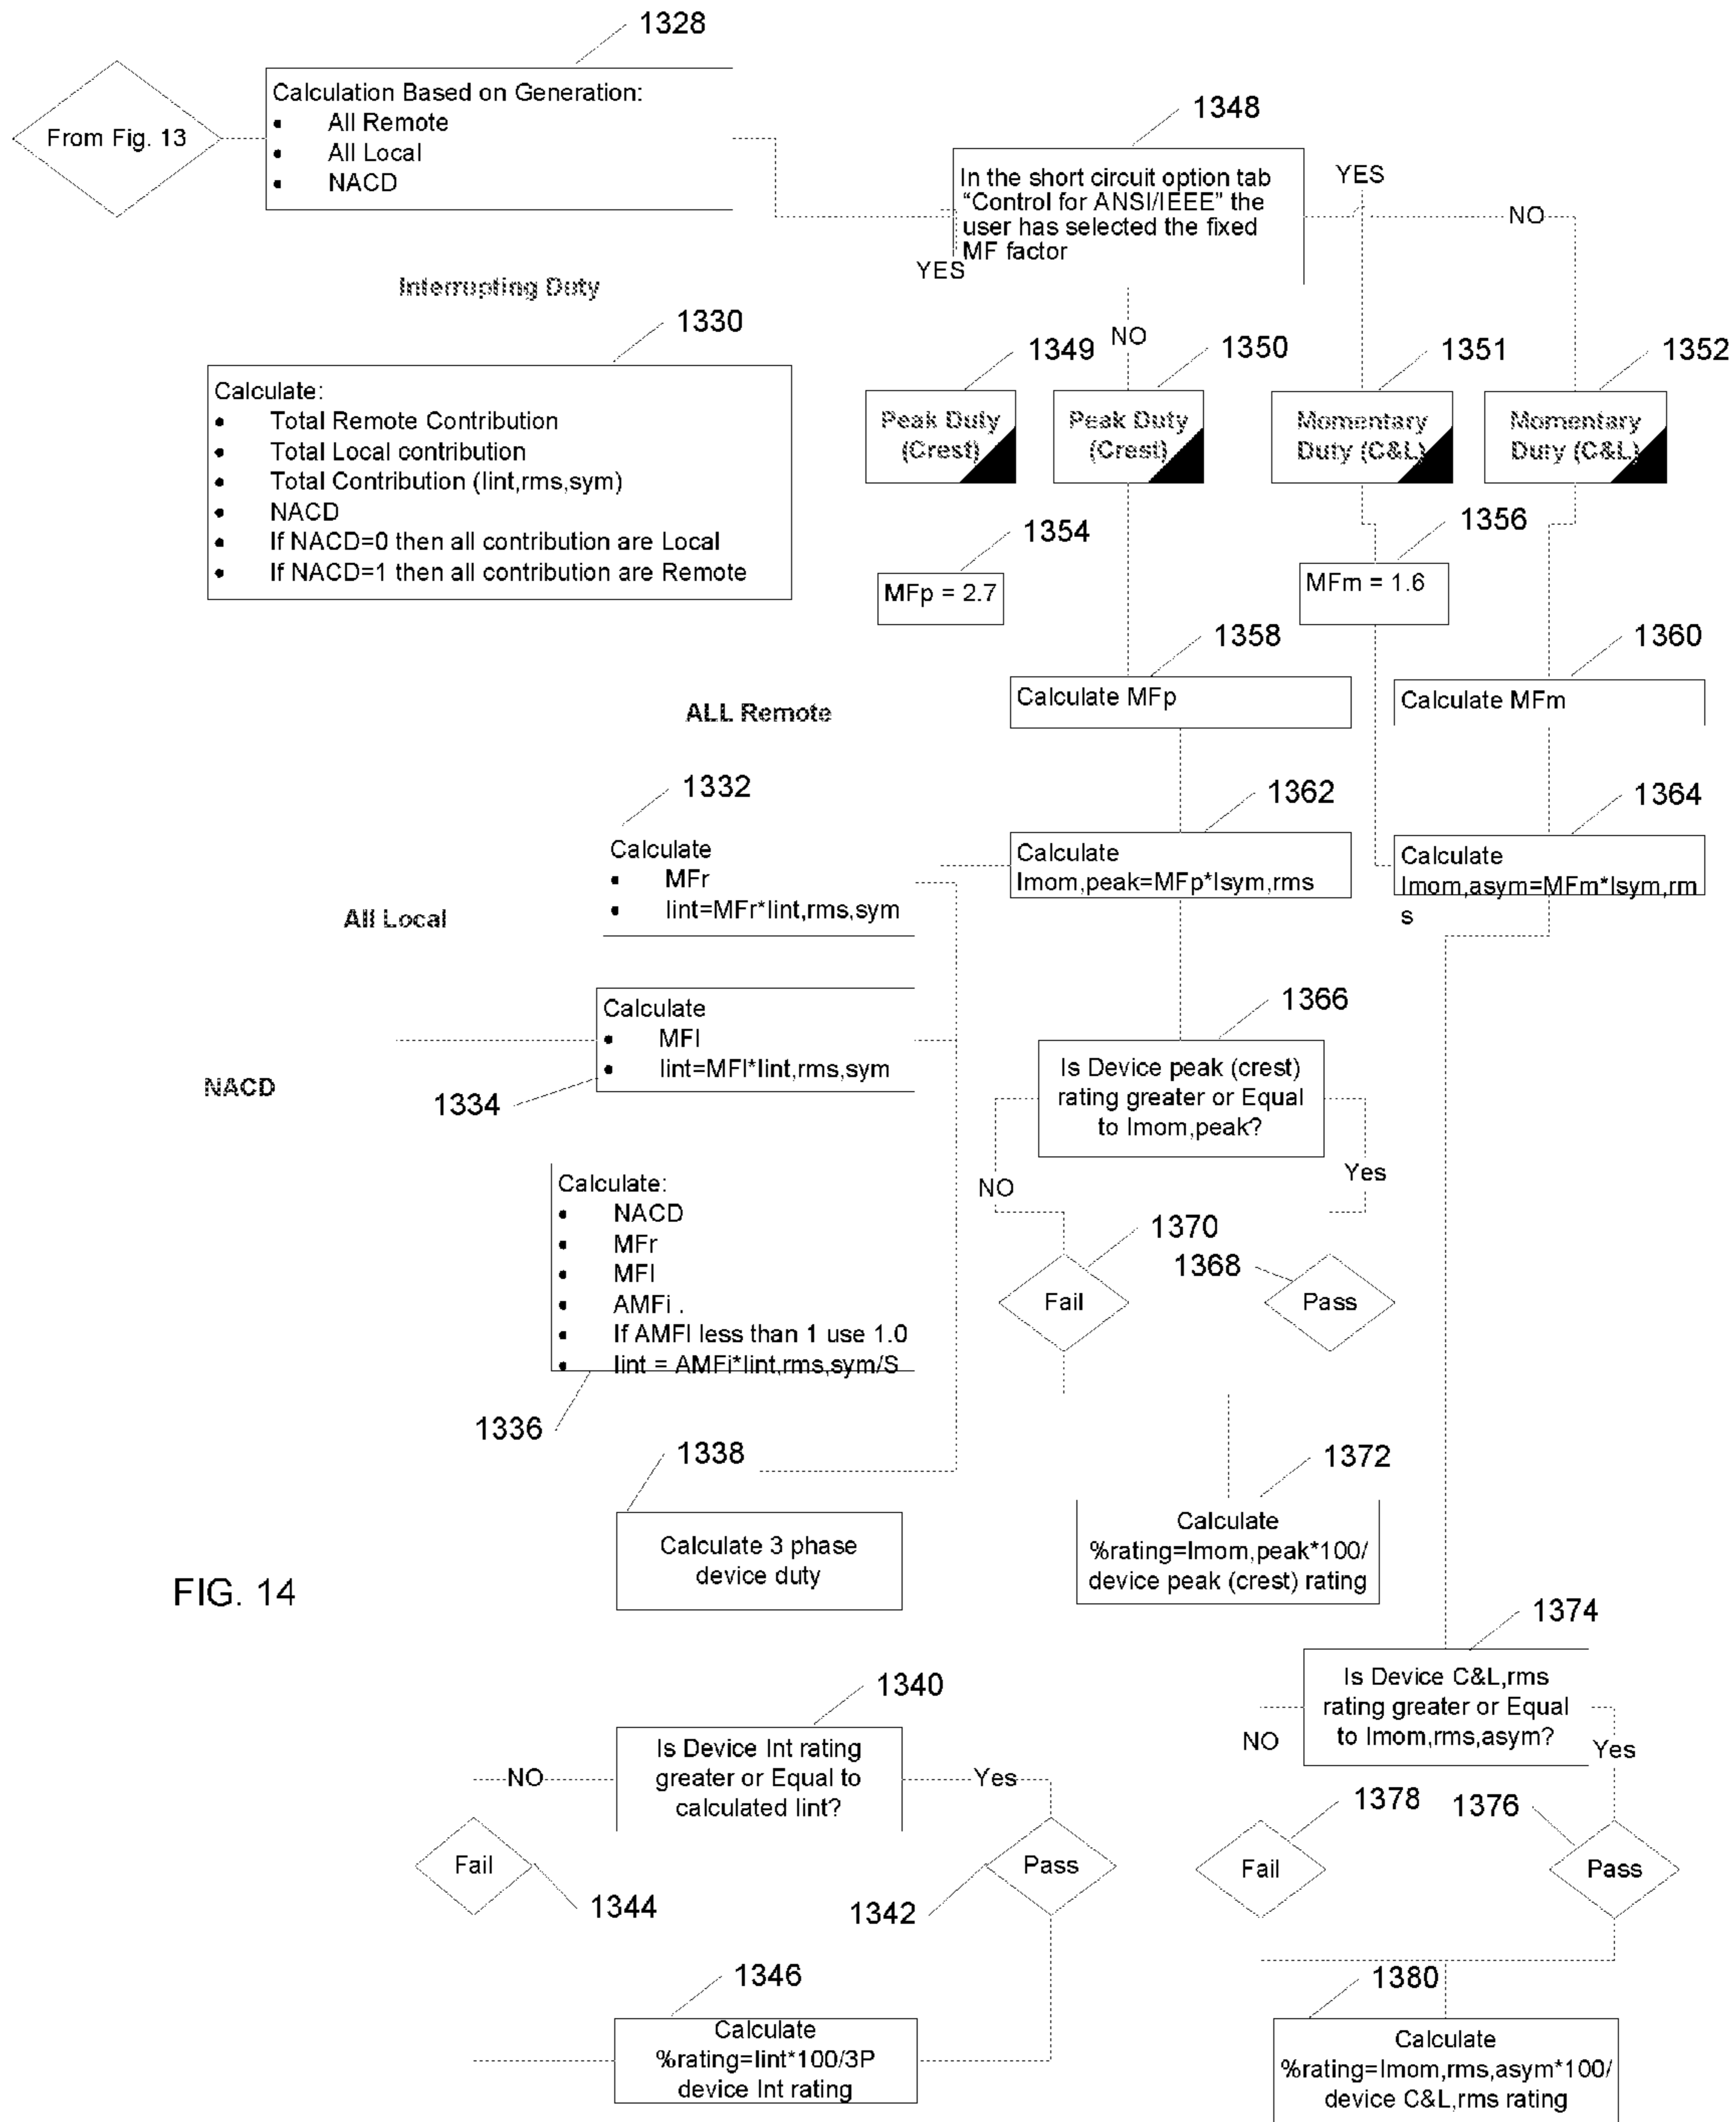 1328
Calculation Based on Generation:
• All Remote
• All Local
• NACD
From Fig. 13
1348
In the short circuit option tab
"Control for ANSI/IEEE" the
user has selected the fixed
MF factor
YES
NO
YES
Interrupting Duty
1330
Calculate:
• Total Remote Contribution
• Total Local contribution
• Total Contribution (Iint,rms,sym)
• NACD
• If NACD=0 then all contribution are Local
• If NACD=1 then all contribution are Remote
NO
1349
1350
1351
1352
Peak Duty
(Crest)
Peak Duty
(Crest)
Momentary
Duty (C&L)
Momentary
Duty (C&L)
1354
MFp = 2.7
1356
MFm = 1.6
1358
Calculate MFp
1360
Calculate MFm
ALL Remote
1332
Calculate
• MFr
• Iint=MFr*Iint,rms,sym
1362
Calculate
Imom,peak=MFp*Isym,rms
1364
Calculate
Imom,asym=MFm*Isym,rm
s
All Local
Calculate
• MFl
• Iint=MFl*Iint,rms,sym
1334
NACD
1366
Is Device peak (crest)
rating greater or Equal
to Imom,peak?
NO
Yes
Calculate:
• NACD
• MFr
• MFl
• AMFi .
• If AMFI less than 1 use 1.0
• Iint = AMFi*Iint,rms,sym/S
1336
1370
1368
Fail
Pass
1338
Calculate 3 phase
device duty
1372
Calculate
%rating=Imom,peak*100/
device peak (crest) rating
FIG. 14
1374
Is Device C&L,rms
rating greater or Equal
to Imom,rms,asym?
NO
Yes
1340
Is Device Int rating
greater or Equal to
calculated Iint?
NO
Yes
Fail
1344
1342
Pass
1378
1376
Fail
Pass
1346
Calculate
%rating=Iint*100/3P
device Int rating
1380
Calculate
%rating=Imom,rms,asym*100/
device C&L,rms rating